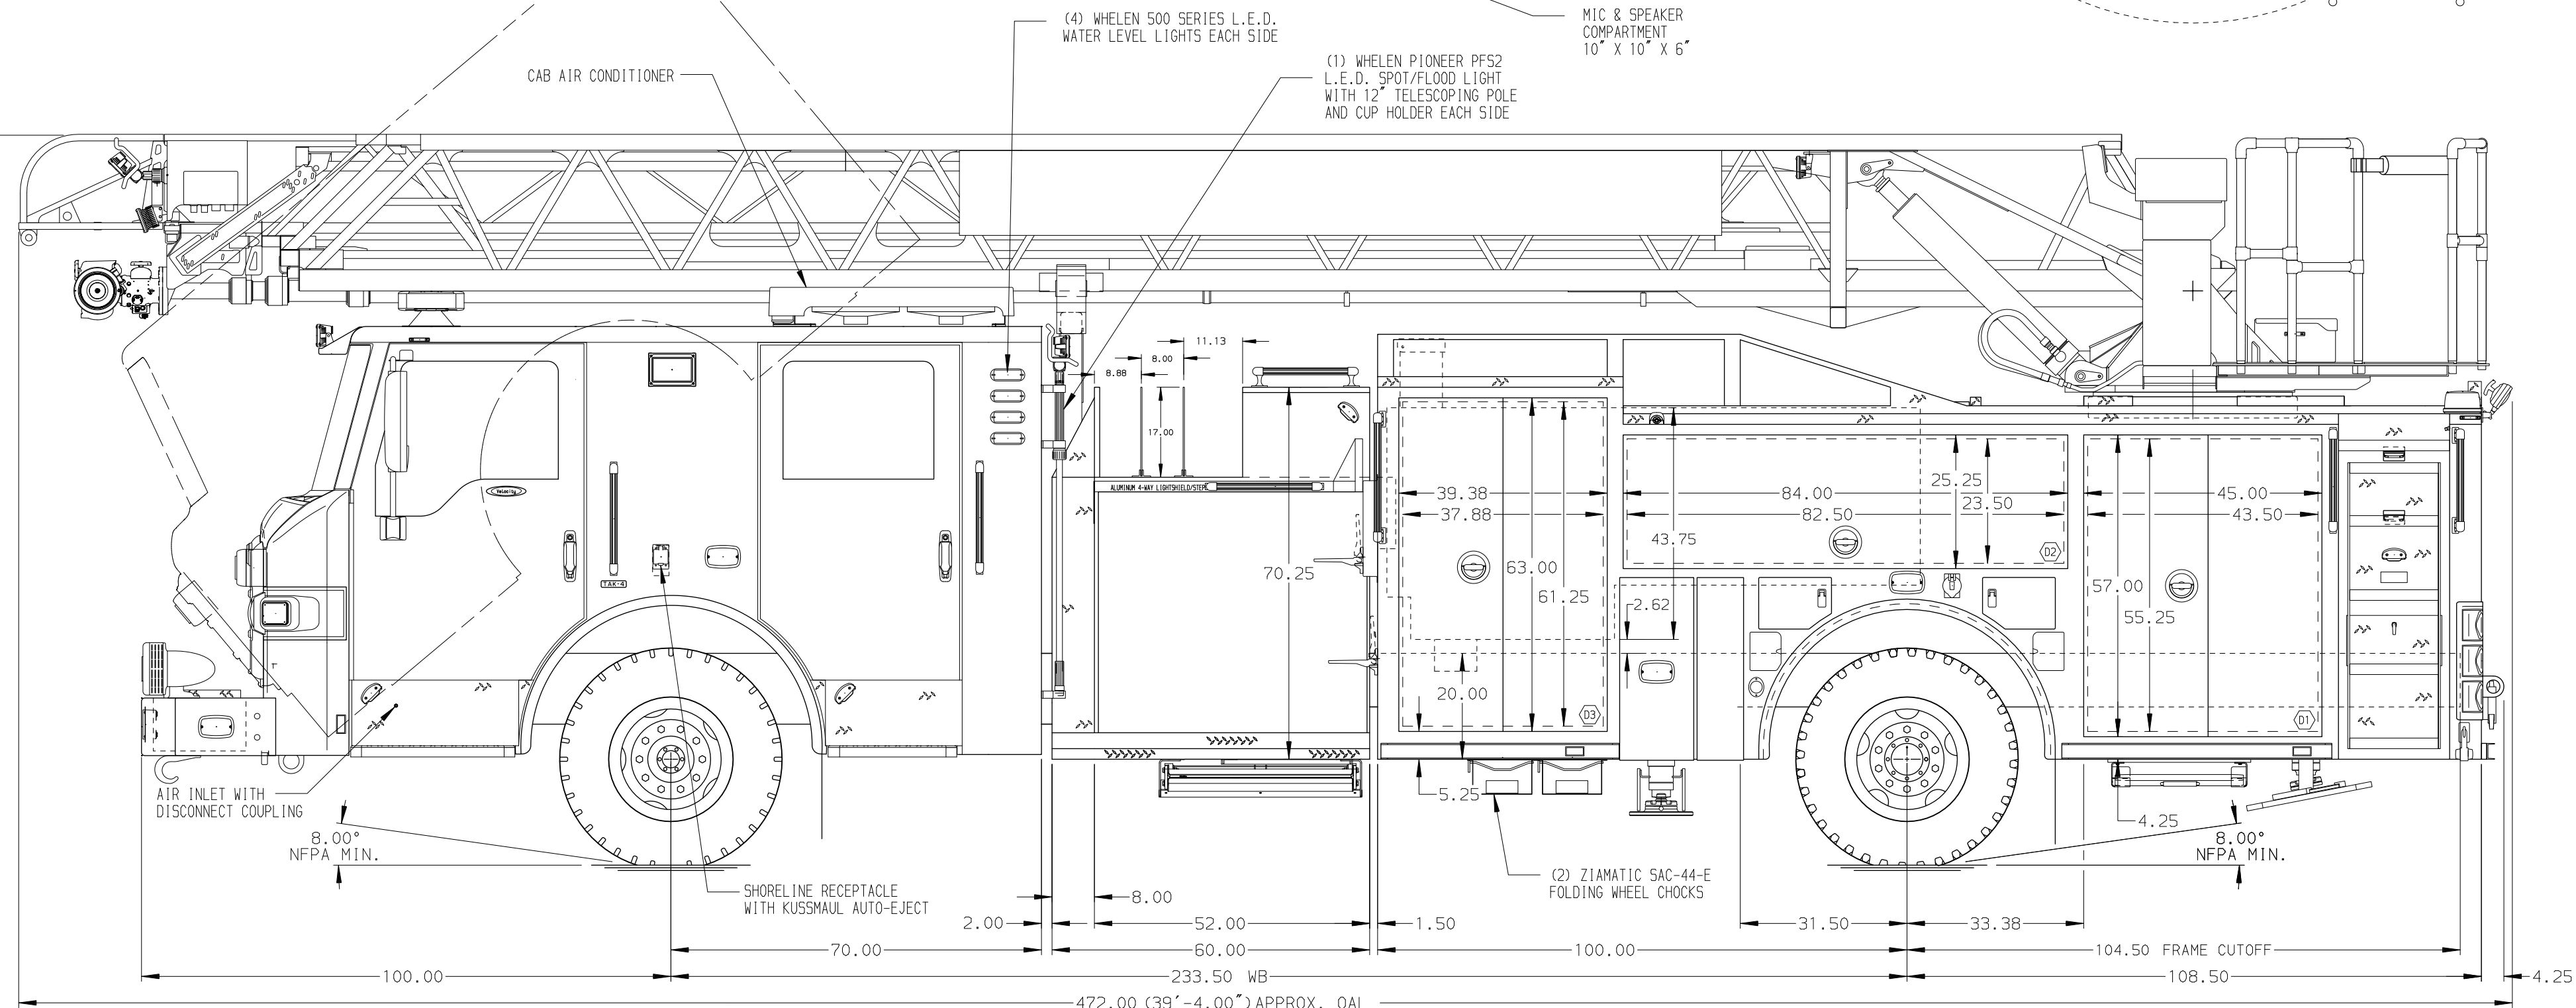 (4) WHELEN 500 SERIES L.E.D.
WATER LEVEL LIGHTS EACH SIDE
MIC & SPEAKER
COMPARTMENT
10" X 10" X 6"
CAB AIR CONDITIONER
(1) WHELEN PIONEER PFS2
L.E.D. SPOT/FLOOD LIGHT
WITH 12" TELESCOPING POLE
AND CUP HOLDER EACH SIDE
11.13
8.00
8.88
17.00
Velocity
ALUMINUM 4-WAY LIGHTSHIELD/STEP
39.38
37.88
84.00
82.50
25.25
23.50
45.00
43.50
43.75
D2
63.00
61.25
70.25
TAK-4
2.62
57.00
55.25
20.00
D3
D1
AIR INLET WITH
DISCONNECT COUPLING
5.25
4.25
8.00°
NFPA MIN.
8.00°
NFPA MIN.
SHORELINE RECEPTACLE
WITH KUSSMAUL AUTO-EJECT
(2) ZIAMATIC SAC-44-E
FOLDING WHEEL CHOCKS
8.00
2.00
52.00
1.50
31.50
33.38
70.00
60.00
100.00
104.50 FRAME CUTOFF
100.00
233.50 WB
108.50
4.25
472.00 (39'-4.00") APPROX. OAL